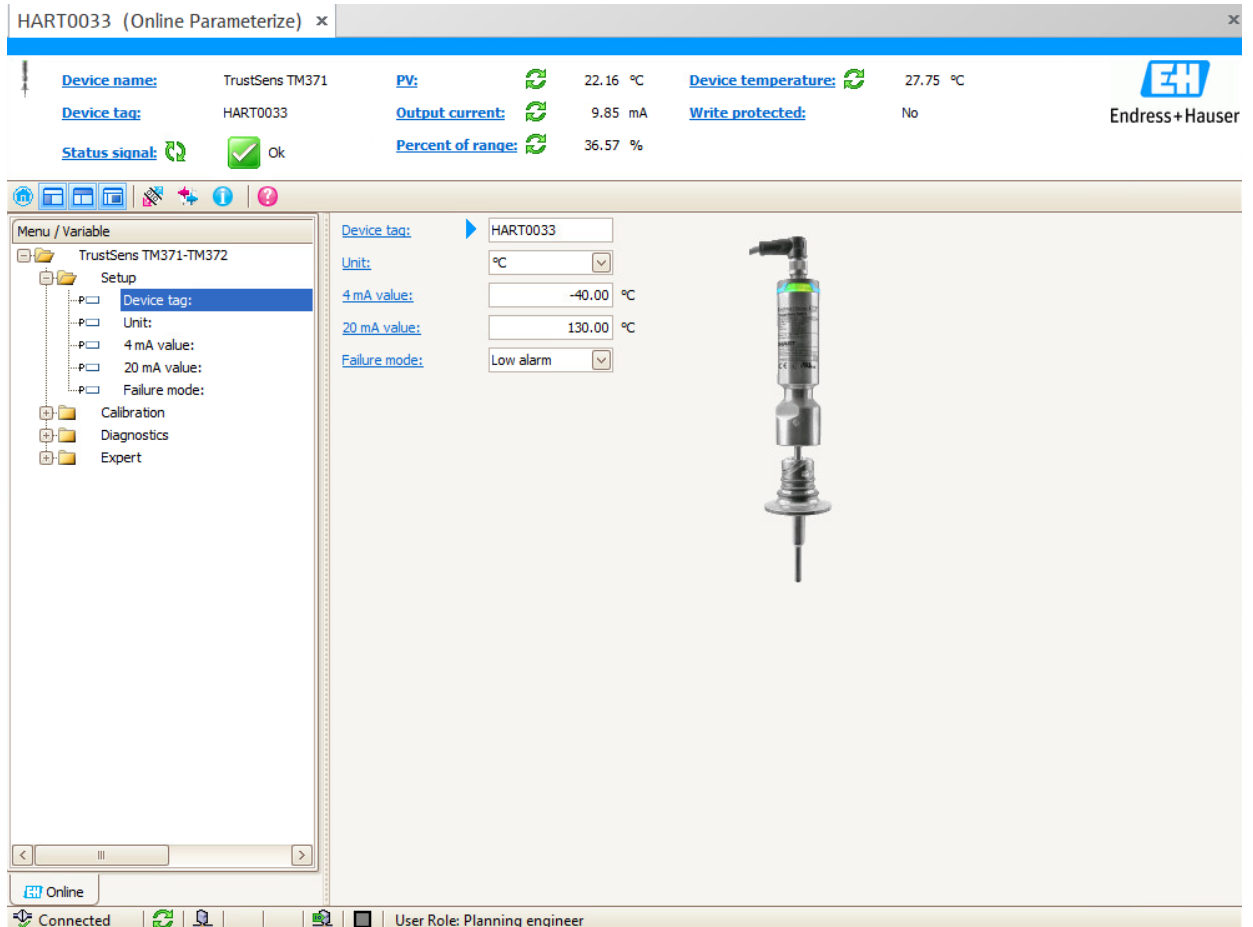 HART0033 (Online Parameterize) ×
×
Device name: TrustSens TM371 PV: 22.16 °C Device temperature: 27.75 °C
Device tag: HART0033 Output current: 9.85 mA Write protected: No
Status signal: Ok Percent of range: 36.57 %
EH
Endress+Hauser
Menu / Variable
TrustSens TM371-TM372
Setup
Device tag:
Unit:
4 mA value:
20 mA value:
Failure mode:
Calibration
Diagnostics
Expert
Device tag: HART0033
Unit: °C
4 mA value: -40.00 °C
20 mA value: 130.00 °C
Failure mode: Low alarm
EH Online
Connected User Role: Planning engineer